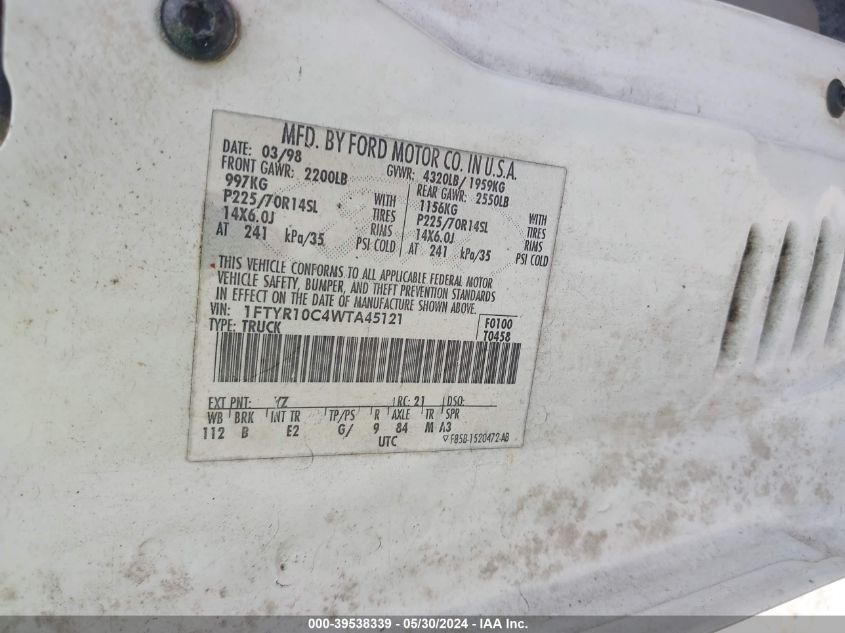 MFD. BY FORD MOTOR CO. IN U.S.A.
DATE: 03/98 GVWR: 4320LB/1959KG
FRONT GAWR: 2200LB REAR GAWR: 2550LB
997KG WITH 1156KG WITH
P225/70R14SL TIRES P225/70R14SL TIRES
14X6.0J RIMS 14X6.0J RIMS
AT 241 kPa/35 PSI COLD AT 241 kPa/35 PSI COLD
THIS VEHICLE CONFORMS TO ALL APPLICABLE FEDERAL MOTOR
VEHICLE SAFETY, BUMPER, AND THEFT PREVENTION STANDARDS
IN EFFECT ON THE DATE OF MANUFACTURE SHOWN ABOVE.
VIN: 1FTYR10C4WTA45121 F0100
TYPE: TRUCK T0458
EXT PNT: YZ RC: 21 DSO:
WB BRK INT TR TP/PS R AXLE TR SPR
112 B E2 G/ 9 84 M A3
UTC F85B-1520472-AB
000-39538339 - 05/30/2024 - IAA Inc.